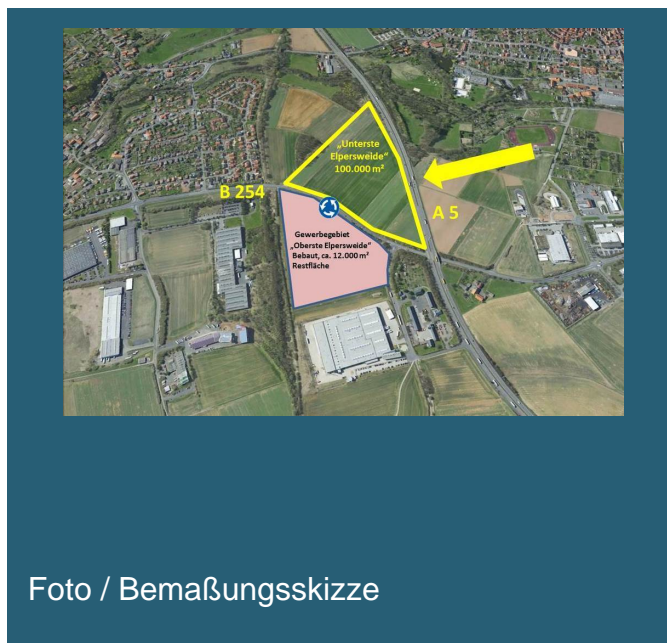 „Unterste
Elpersweide“
100.000 m²
B 254
A 5
Gewerbegebiet
„Oberste Elpersweide“
Bebaut, ca. 12.000 m²
Restfläche
Foto / Bemaßungsskizze